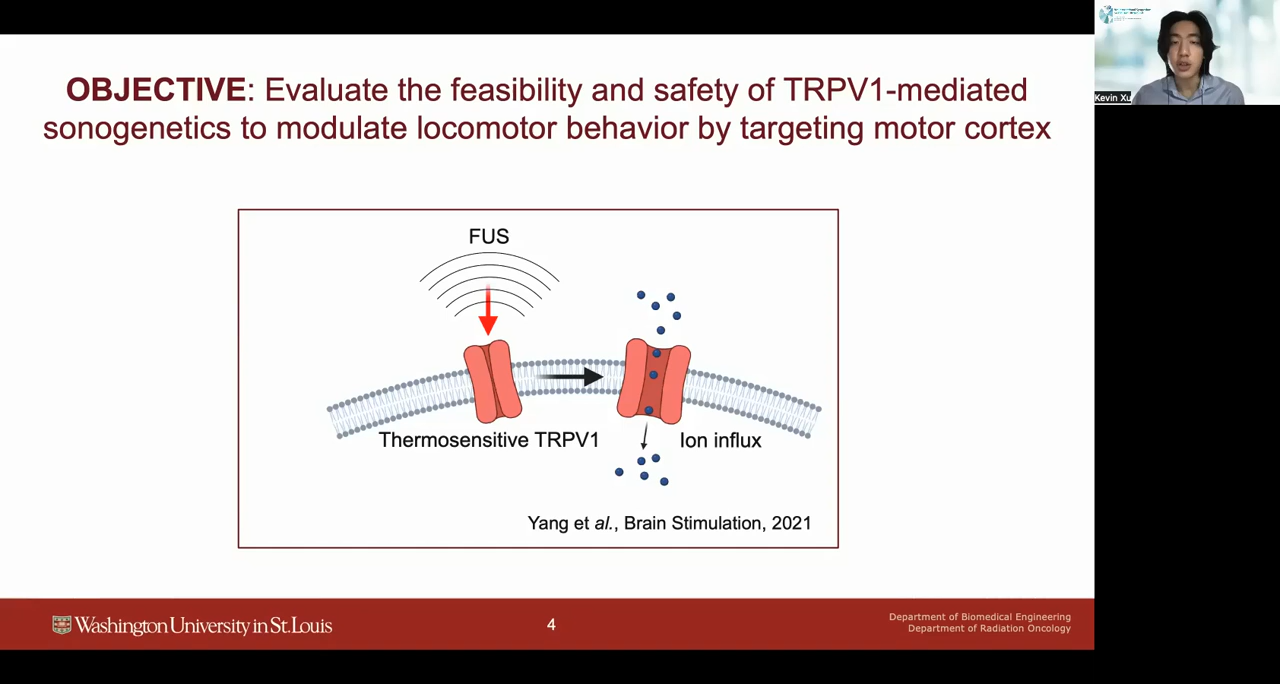 OBJECTIVE: Evaluate the feasibility and safety of TRPV1-mediated
sonogenetics to modulate locomotor behavior by targeting motor cortex
FUS
Thermosensitive TRPV1
Ion influx
Yang et al., Brain Stimulation, 2021
Washington University in St. Louis
4
Department of Biomedical Engineering
Department of Radiation Oncology
Kevin Xu